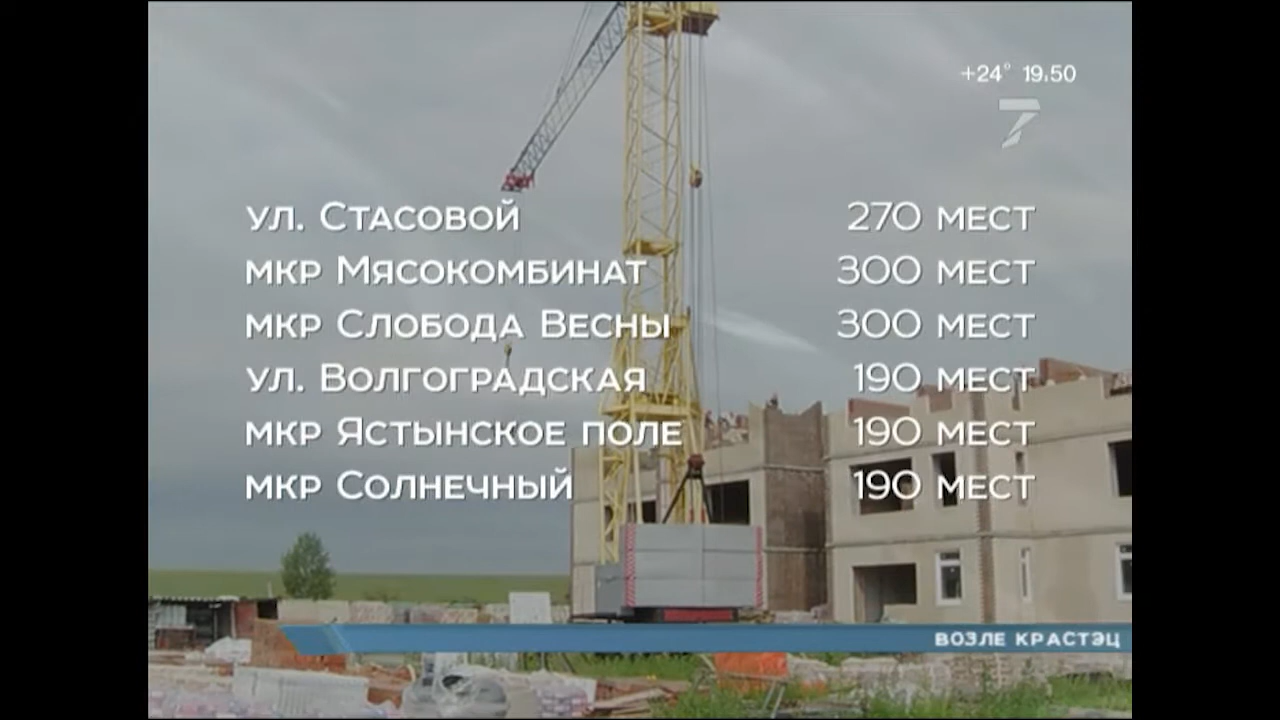 +24° 19.50
7
ул. Стасовой 270 мест
мкр Мясокомбинат 300 мест
мкр Слобода Весны 300 мест
ул. Волгоградская 190 мест
мкр Ястынское поле 190 мест
мкр Солнечный 190 мест
ВОЗЛЕ КРАСТЭЦ